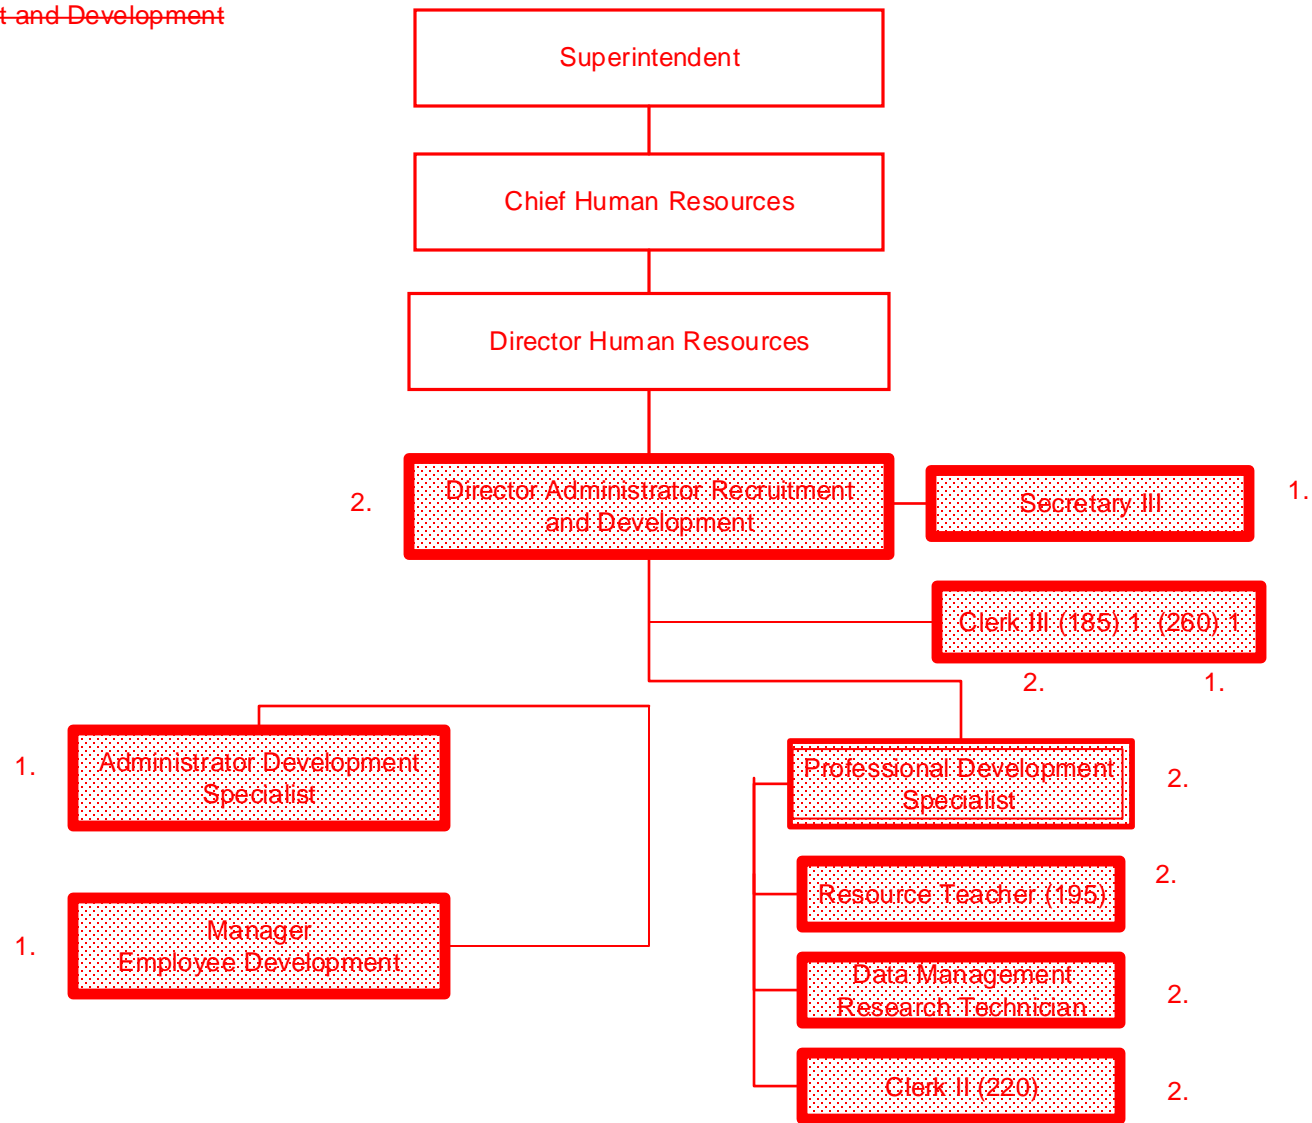 t and Development
Superintendent
Chief Human Resources
Director Human Resources
2.
Director Administrator Recruitment
and Development
Secretary III
1.
Clerk III (185) 1 (260) 1
2.
1.
1.
Administrator Development
Specialist
Professional Development
Specialist
2.
Resource Teacher (195)
2.
1.
Manager
Employee Development
Data Management
Research Technician
2.
Clerk II (220)
2.